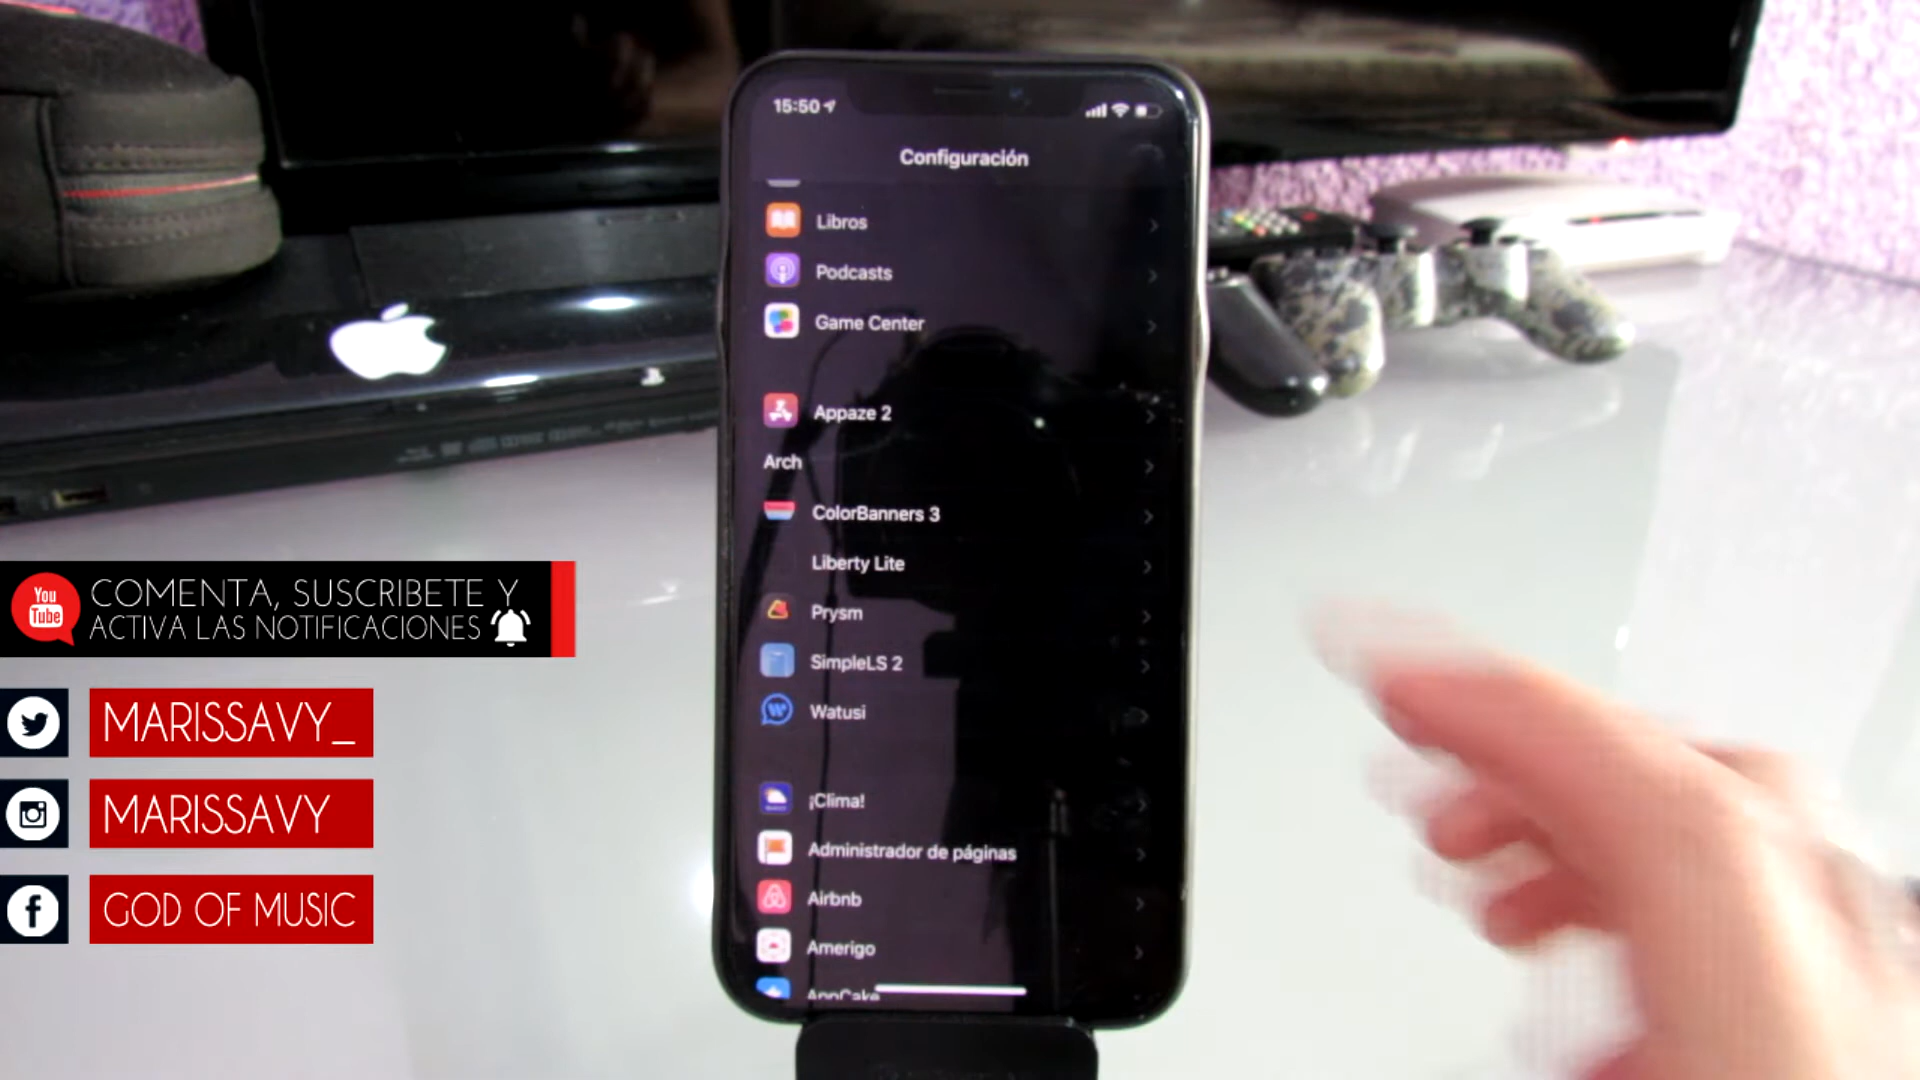 15:50
Configuración
Libros
Podcasts
Game Center
Appaze 2
Arch
ColorBanners 3
Liberty Lite
Prysm
SimpleLS 2
Watusi
¡Clima!
Administrador de páginas
Airbnb
Amerigo
AppCake
You
Tube
COMENTA, SUSCRIBETE Y
ACTIVA LAS NOTIFICACIONES
MARISSAVY_
MARISSAVY
GOD OF MUSIC